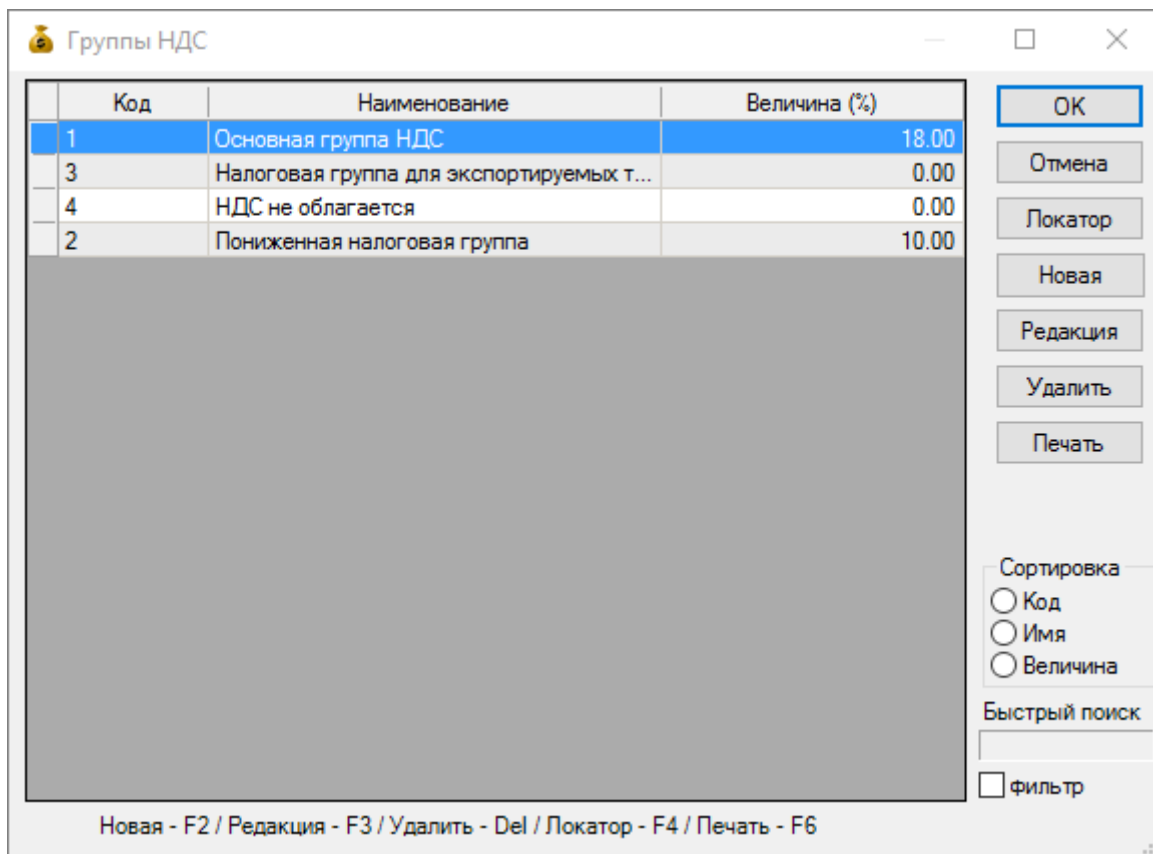 Группы НДС
Код Наименование Величина (%)
1 Основная группа НДС 18.00
3 Налоговая группа для экспортируемых т... 0.00
4 НДС не облагается 0.00
2 Пониженная налоговая группа 10.00
OK
Отмена
Локатор
Новая
Редакция
Удалить
Печать
Сортировка
Код
Имя
Величина
Быстрый поиск
фильтр
Новая - F2 / Редакция - F3 / Удалить - Del / Локатор - F4 / Печать - F6